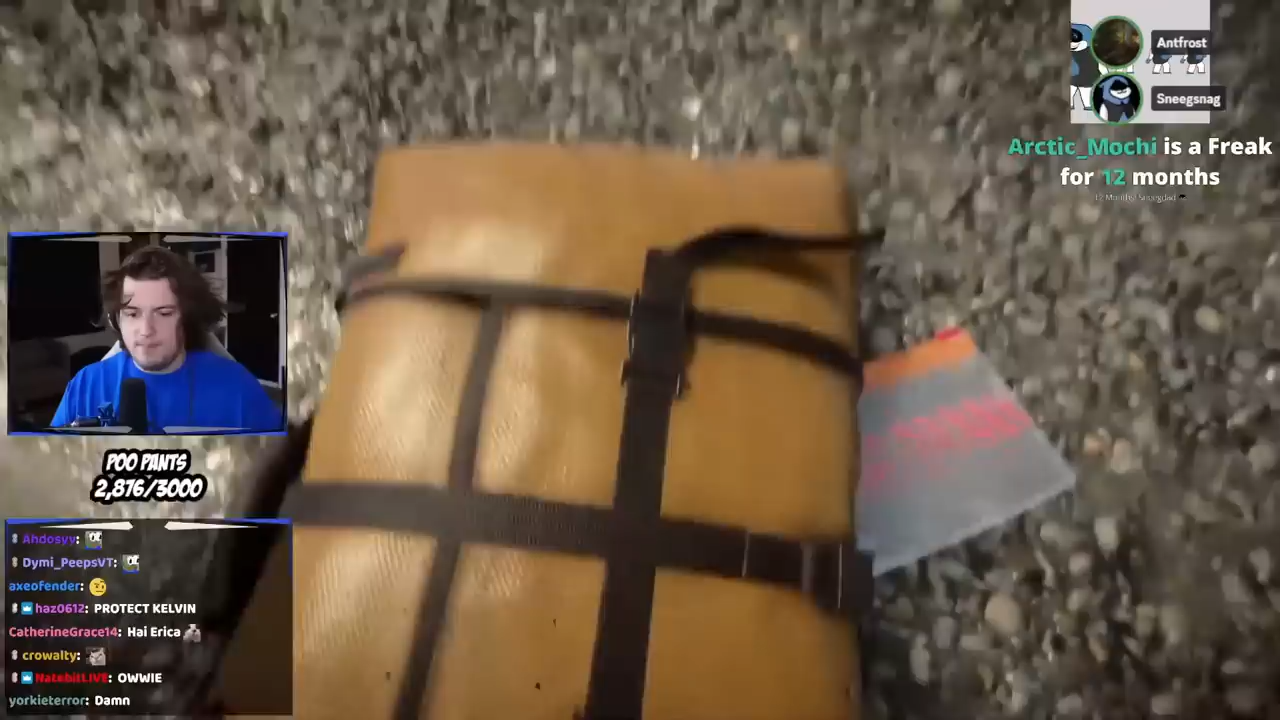 Antfrost
Sneegsnag
Arctic_Mochi is a Freak
for 12 months
POO PANTS
2,876/3000
Ahdosyy:
Dymi_PeepsVT:
axeofender:
haz0612: PROTECT KELVIN
CatherineGrace14: Hai Erica
crowalty:
NatebitLIVE: OWWIE
yorkieterror: Damn